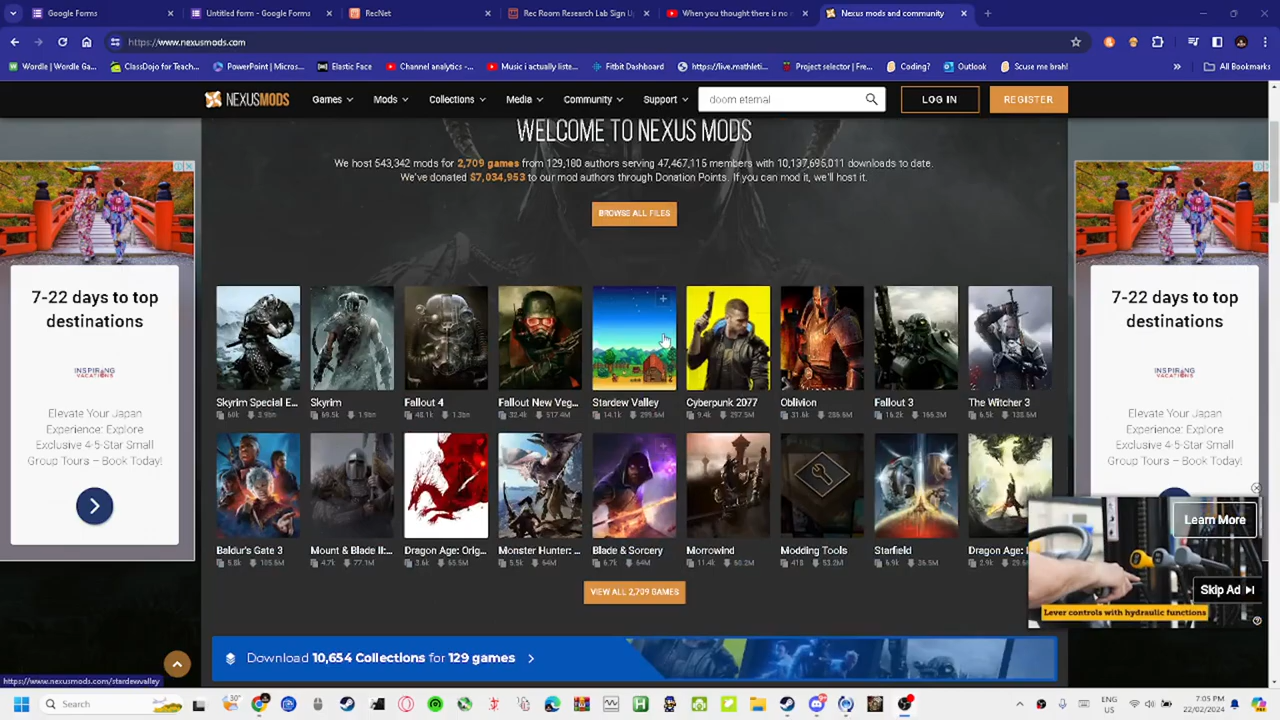 Google Forms
Untitled form - Google Forms
RecNet
Rec Room Research Lab Sign Up
When you thought there is no
Nexus mods and community
https://www.nexusmods.com
Wordle | Wordle Ga...
ClassDojo for Teach...
PowerPoint | Micros...
Elastic Face
Channel analytics -...
Music i actually liste...
Fitbit Dashboard
https://live.mathleti...
Project selector | Fre...
Coding?
Outlook
Scuse me brah!
All Bookmarks
NEXUSMODS
Games
Mods
Collections
Media
Community
Support
doom eternal
LOG IN
REGISTER
WELCOME TO NEXUS MODS
We host 543,342 mods for 2,709 games from 129,180 authors serving 47,467,115 members with 10,137,695,011 downloads to date.
We've donated $7,034,953 to our mod authors through Donation Points. If you can mod it, we'll host it.
BROWSE ALL FILES
7-22 days to top
destinations
INSPIRING
VACATIONS
Elevate Your Japan
Experience: Explore
Exclusive 4-5-Star Small
Group Tours – Book Today!
7-22 days to top
destinations
INSPIRING
VACATIONS
Elevate Your Japan
Experience: Explore
Exclusive 4-5-Star Small
Group Tours – Book Today!
Skyrim Special E...
Skyrim
Fallout 4
Fallout New Veg...
Stardew Valley
Cyberpunk 2077
Oblivion
Fallout 3
The Witcher 3
60k
69.5k 1.9bn
48.1k 1.3bn
32.4k 517.4M
14.1k 299.6M
9.4k 297.5M
31.6k 286.6M
16.2k 166.3M
6.5k 138.6M
Baldur's Gate 3
Mount & Blade II:...
Dragon Age: Orig...
Monster Hunter: ...
Blade & Sorcery
Morrowind
Modding Tools
Starfield
Dragon Age: I
5.8k 105.6M
4.7k 77.1M
3.6k 65.5M
5.5k 64M
6.7k 64M
11.4k
418 53.2M
6.9k 36.5M
2.9k
VIEW ALL 2,709 GAMES
Learn More
Skip Ad
Lever controls with hydraulic functions
Download 10,654 Collections for 129 games
https://www.nexusmods.com/stardewvalley
Search
30°
ENG
US
7:05 PM
22/02/2024